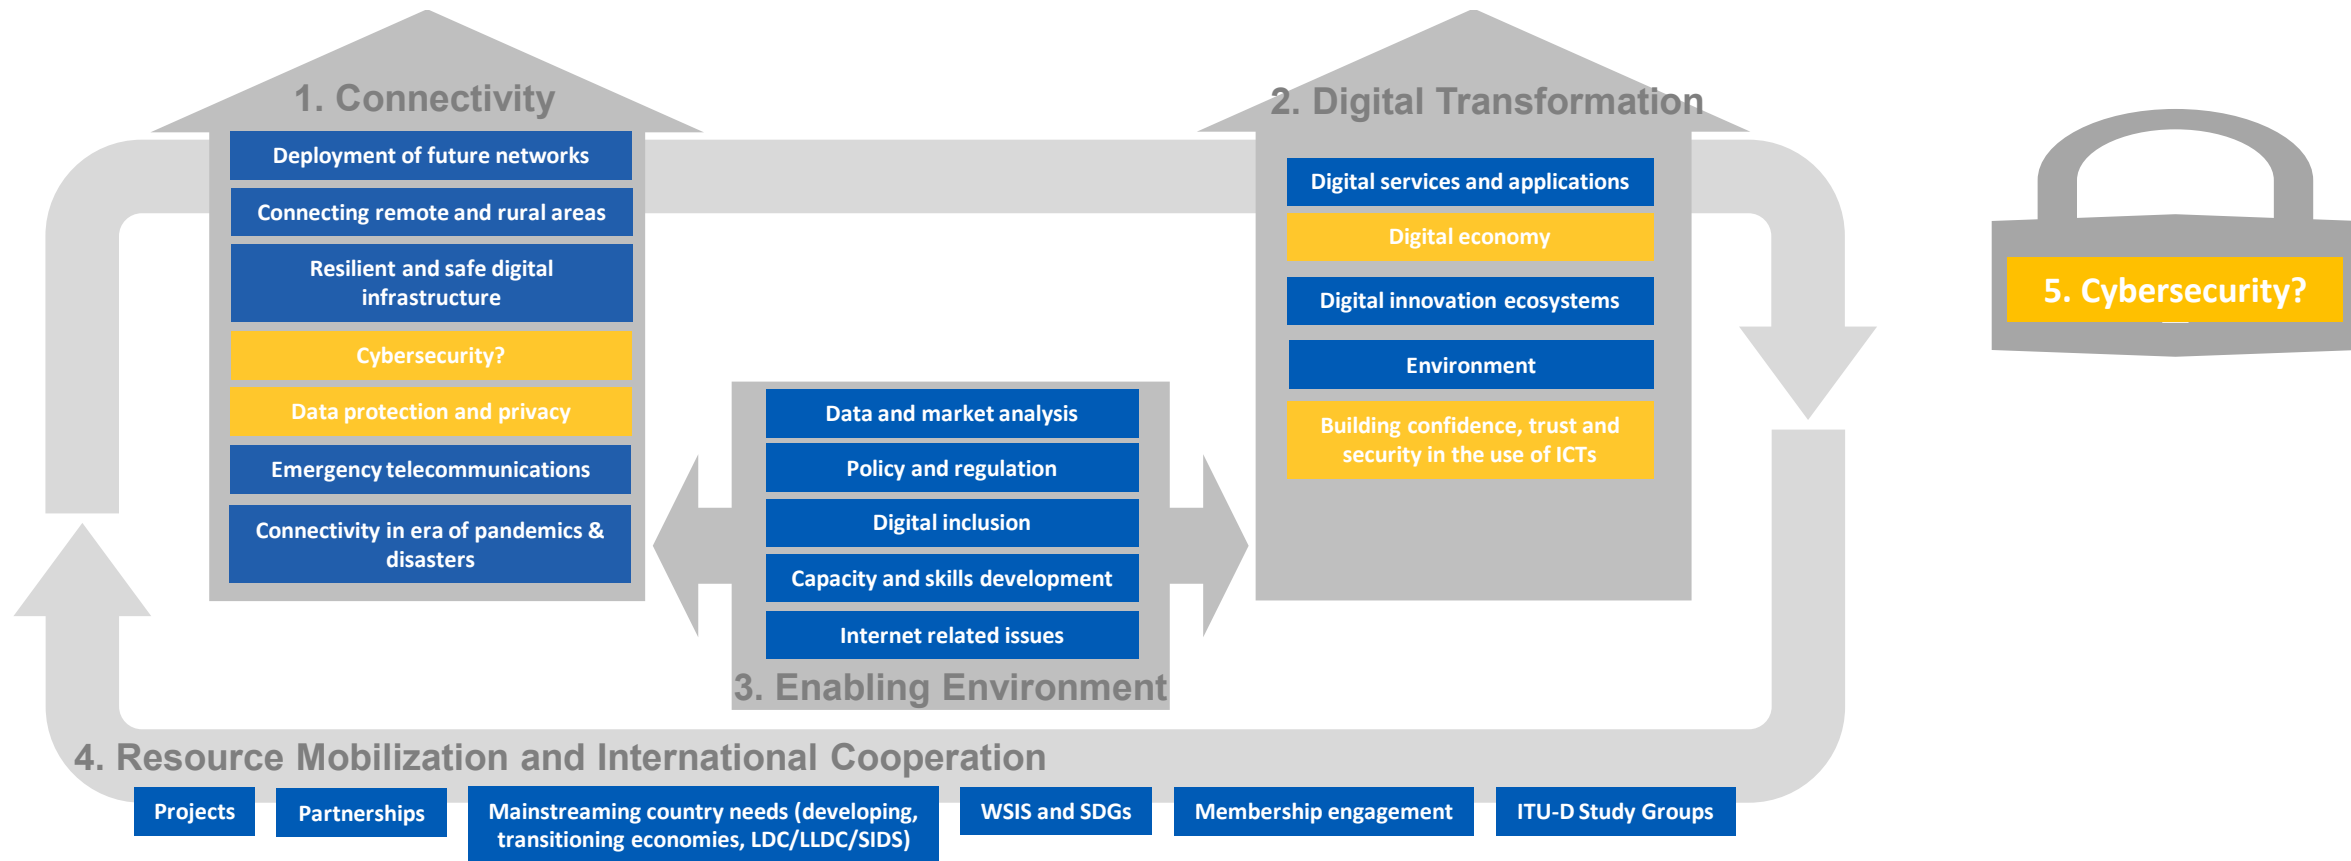 1. Connectivity
Deployment of future networks
Connecting remote and rural areas
Resilient and safe digital
infrastructure
Cybersecurity?
Data protection and privacy
Emergency telecommunications
Connectivity in era of pandemics &
disasters
2. Digital Transformation
Digital services and applications
Digital economy
Digital innovation ecosystems
Environment
Building confidence, trust and
security in the use of ICTs
5. Cybersecurity?
Data and market analysis
Policy and regulation
Digital inclusion
Capacity and skills development
Internet related issues
3. Enabling Environment
4. Resource Mobilization and International Cooperation
Projects
Partnerships
Mainstreaming country needs (developing,
transitioning economies, LDC/LLDC/SIDS)
WSIS and SDGs
Membership engagement
ITU-D Study Groups